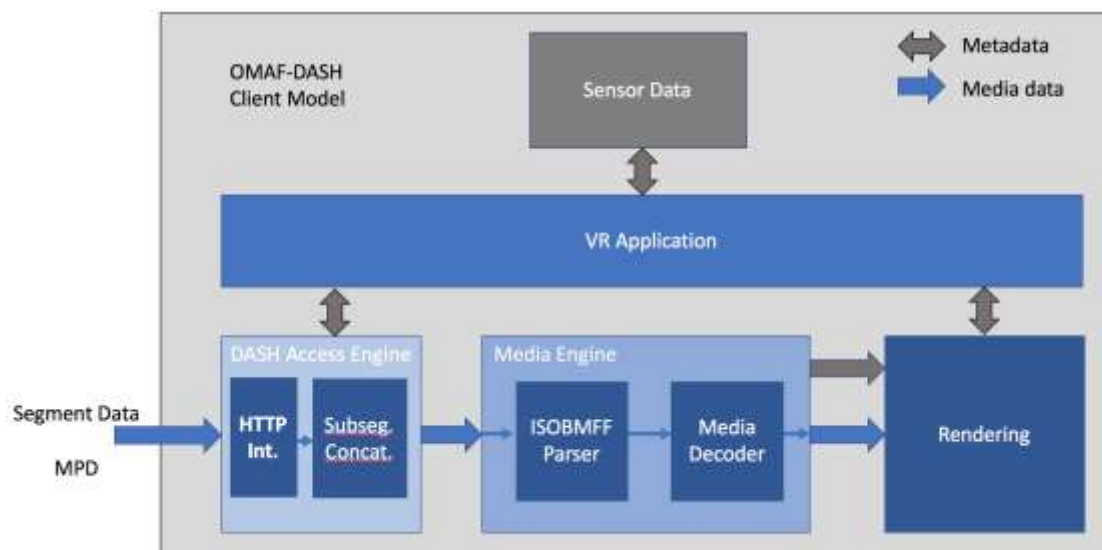 OMAF-DASH
Client Model
Sensor Data
Metadata
Media data
VR Application
DASH Access Engine
HTTP
Int.
Subseg.
Concat.
Media Engine
ISOBMFF
Parser
Media
Decoder
Rendering
Segment Data
MPD